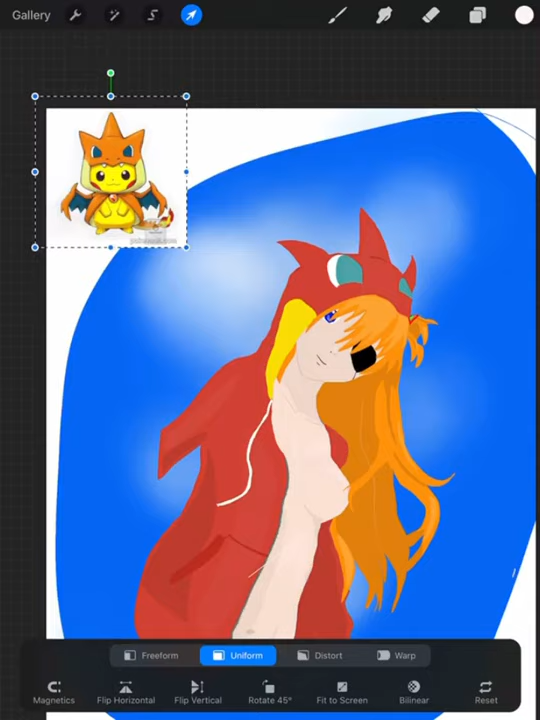 Gallery
Freeform
Uniform
Distort
Warp
Magnetics
Flip Horizontal
Flip Vertical
Rotate 45°
Fit to Screen
Bilinear
Reset